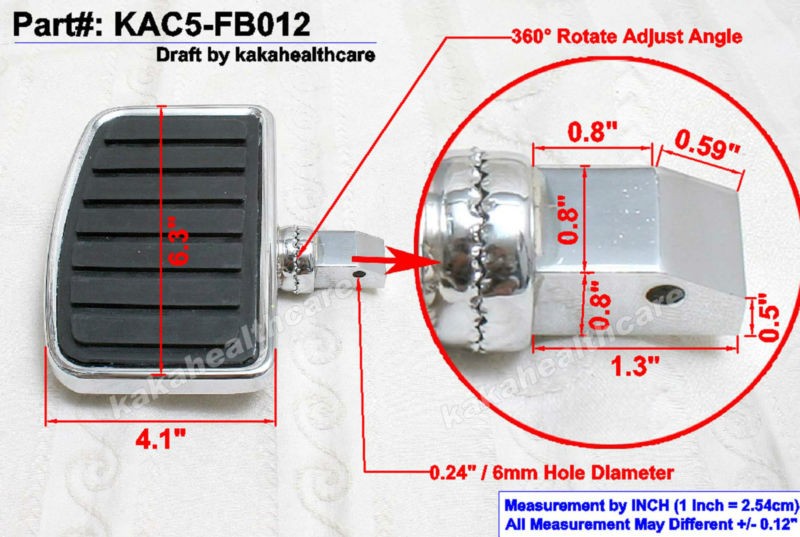 Part#: KAC5-FB012
Draft by kakahealthcare
360° Rotate Adjust Angle
0.8"
0.59"
6.3"
0.8"
0.8"
0.5"
1.3"
4.1"
0.24" / 6mm Hole Diameter
kakahealthcare
kakahealthcare
kakahealthcare
kakahealthcare
Measurement by INCH (1 Inch = 2.54cm)
All Measurement May Different +/- 0.12"